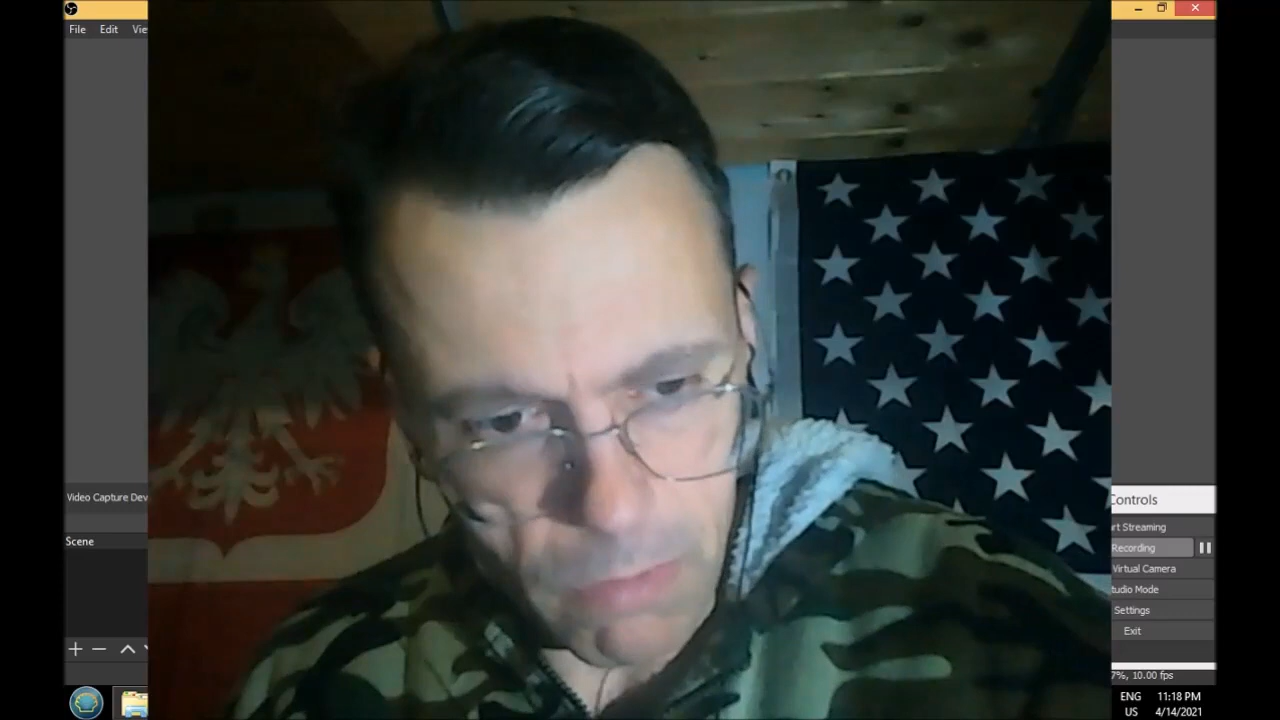 File Edit Vie
Video Capture Dev
Scene
Controls
rt Streaming
Recording
Virtual Camera
tudio Mode
Settings
Exit
7%, 10.00 fps
ENG 11:18 PM
US 4/14/2021